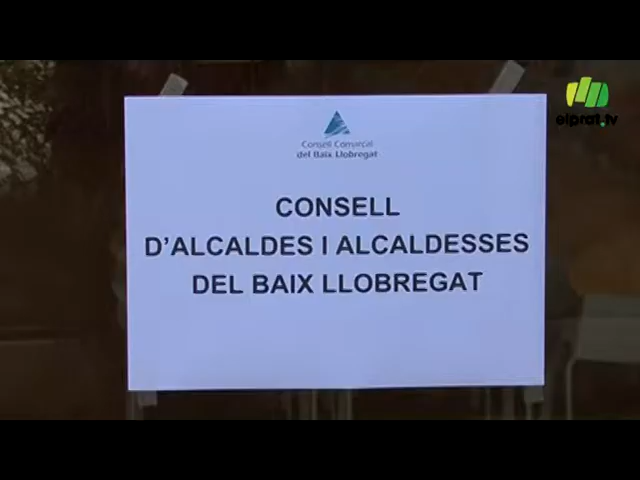 elprat.tv
Consell Comarcal
del Baix Llobregat
CONSELL
D'ALCALDES I ALCALDESSES
DEL BAIX LLOBREGAT